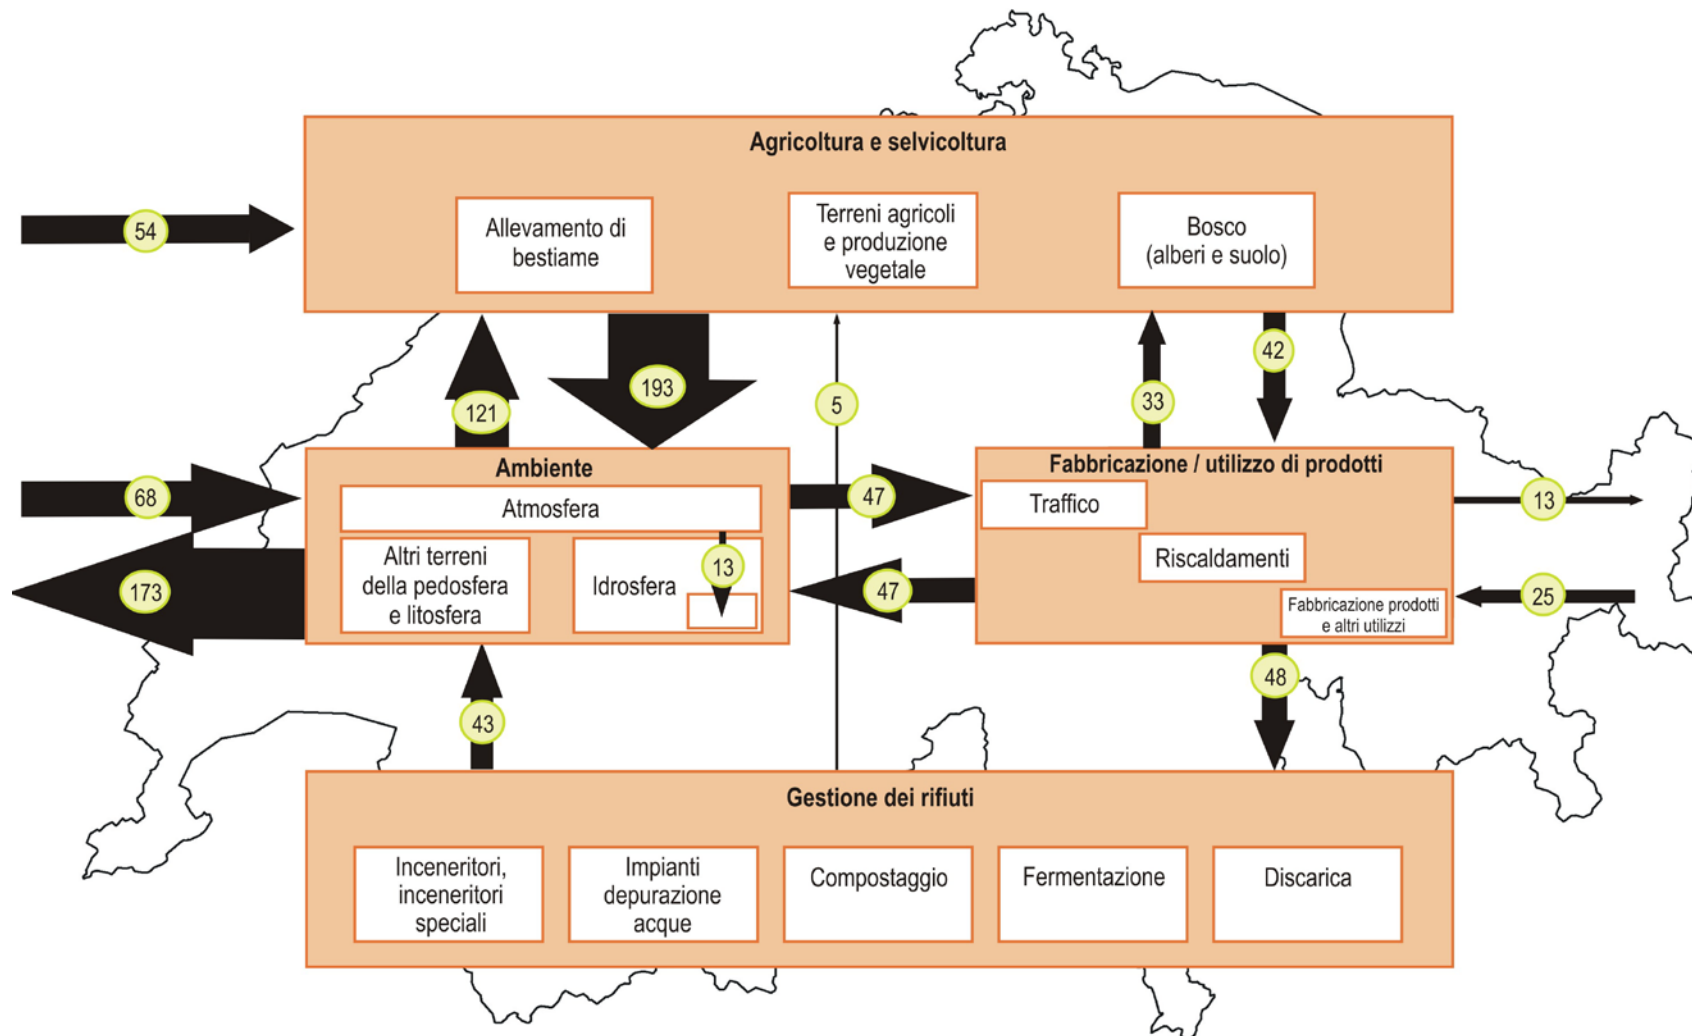 Agricoltura e selvicoltura
54
Allevamento di
bestiame
Terreni agricoli
e produzione
vegetale
Bosco
(alberi e suolo)
121
193
5
33
42
68
173
Ambiente
Atmosfera
Altri terreni
della pedosfera
e litosfera
Idrosfera
13
47
47
Fabbricazione / utilizzo di prodotti
Traffico
Riscaldamenti
Fabbricazione prodotti
e altri utilizzi
13
25
43
48
Gestione dei rifiuti
Inceneritori,
inceneritori
speciali
Impianti
depurazione
acque
Compostaggio
Fermentazione
Discarica